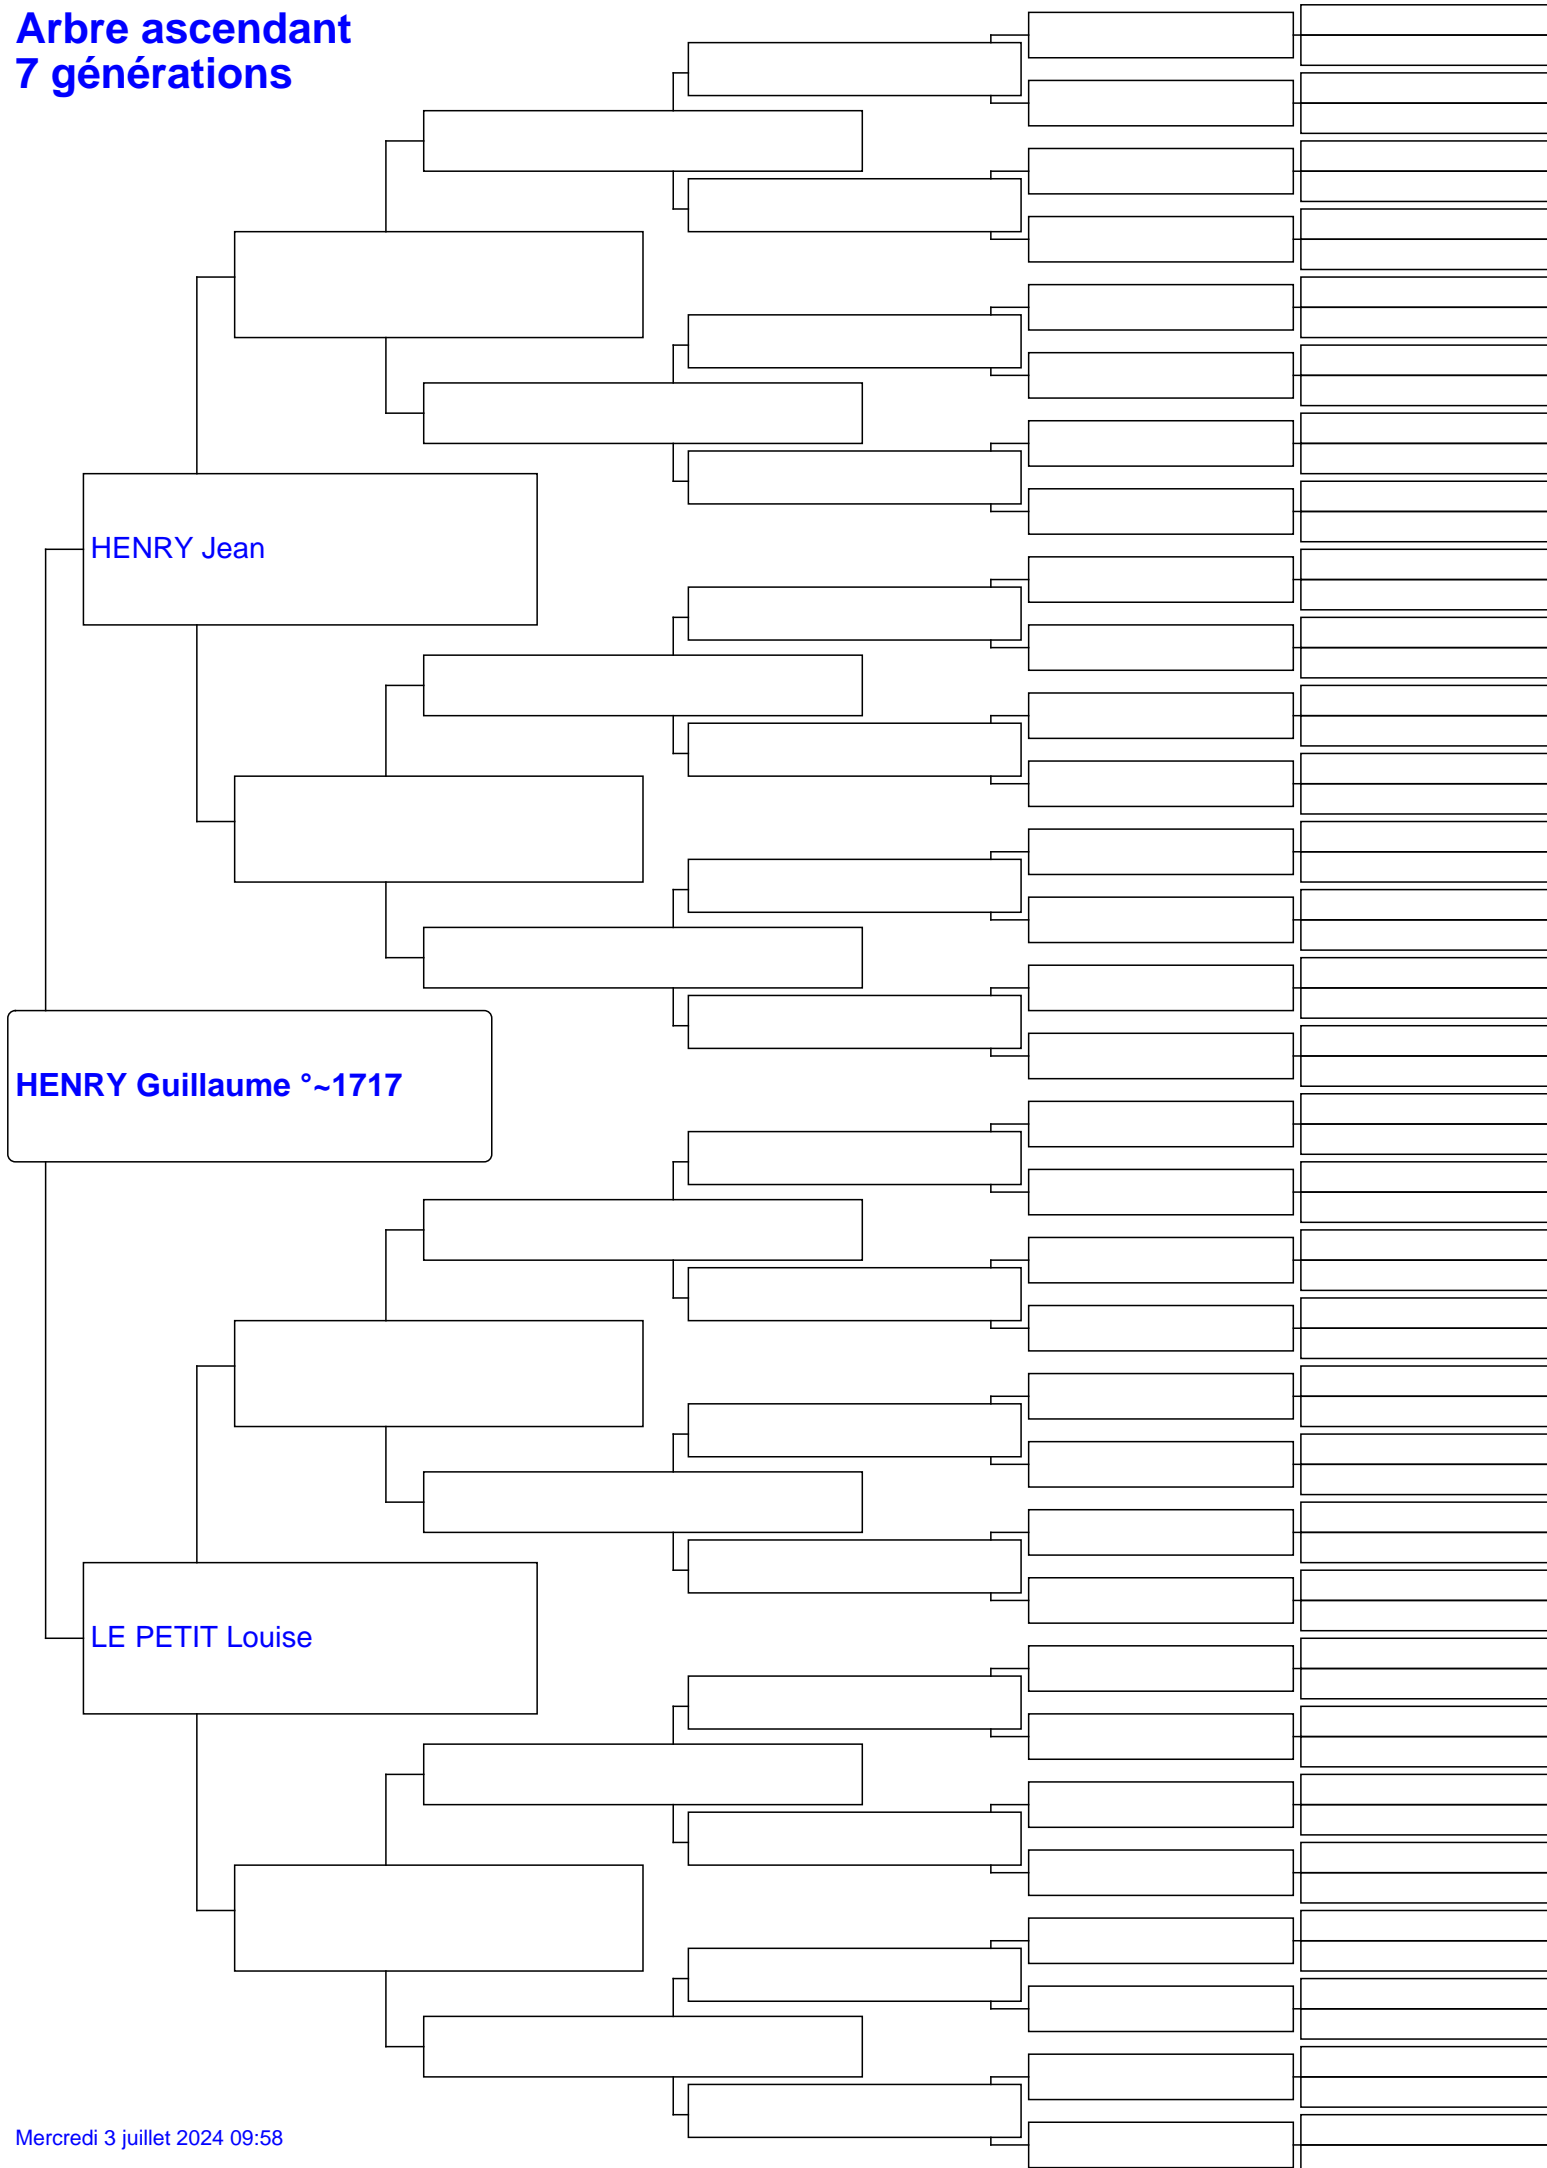 Arbre ascendant
7 générations
HENRY Jean
HENRY Guillaume °~1717
LE PETIT Louise
Mercredi 3 juillet 2024 09:58